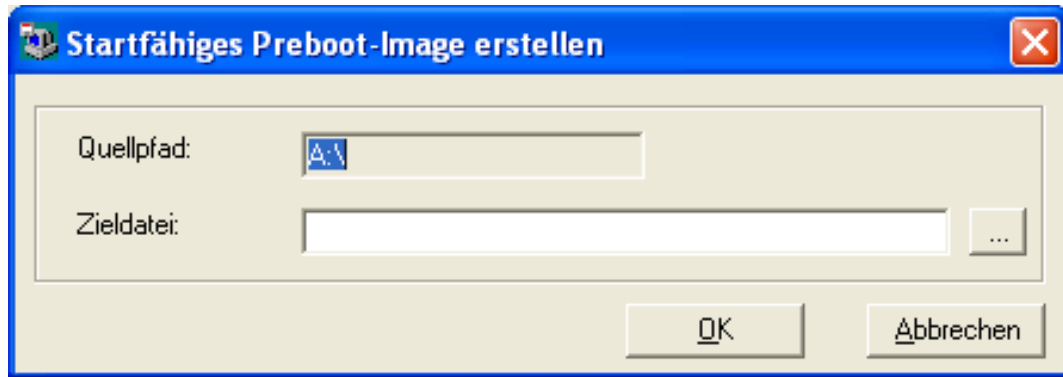 Startfähiges Preboot-Image erstellen
Quellpfad:
A:\
Zieldatei:
...
OK
Abbrechen